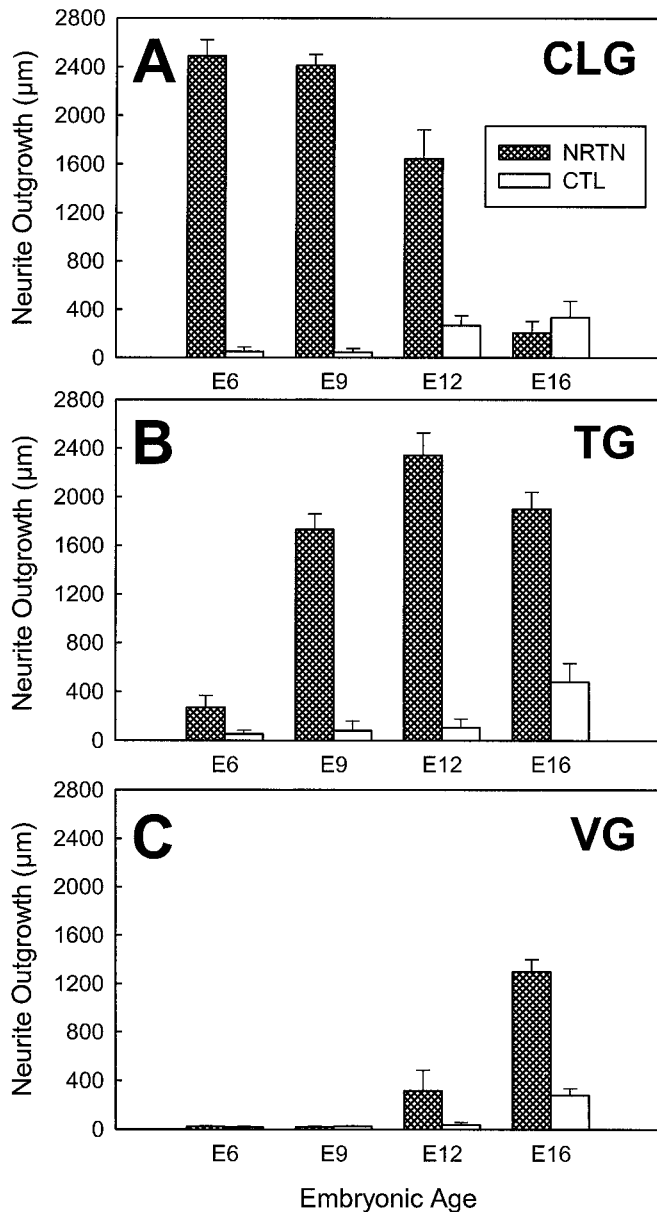 A
CLG
NRTN
CTL
Neurite Outgrowth (µm)
2800
2400
2000
1600
1200
800
400
0
E6 E9 E12 E16
B
TG
Neurite Outgrowth (µm)
2800
2400
2000
1600
1200
800
400
0
E6 E9 E12 E16
C
VG
Neurite Outgrowth (µm)
2800
2400
2000
1600
1200
800
400
0
E6 E9 E12 E16
Embryonic Age